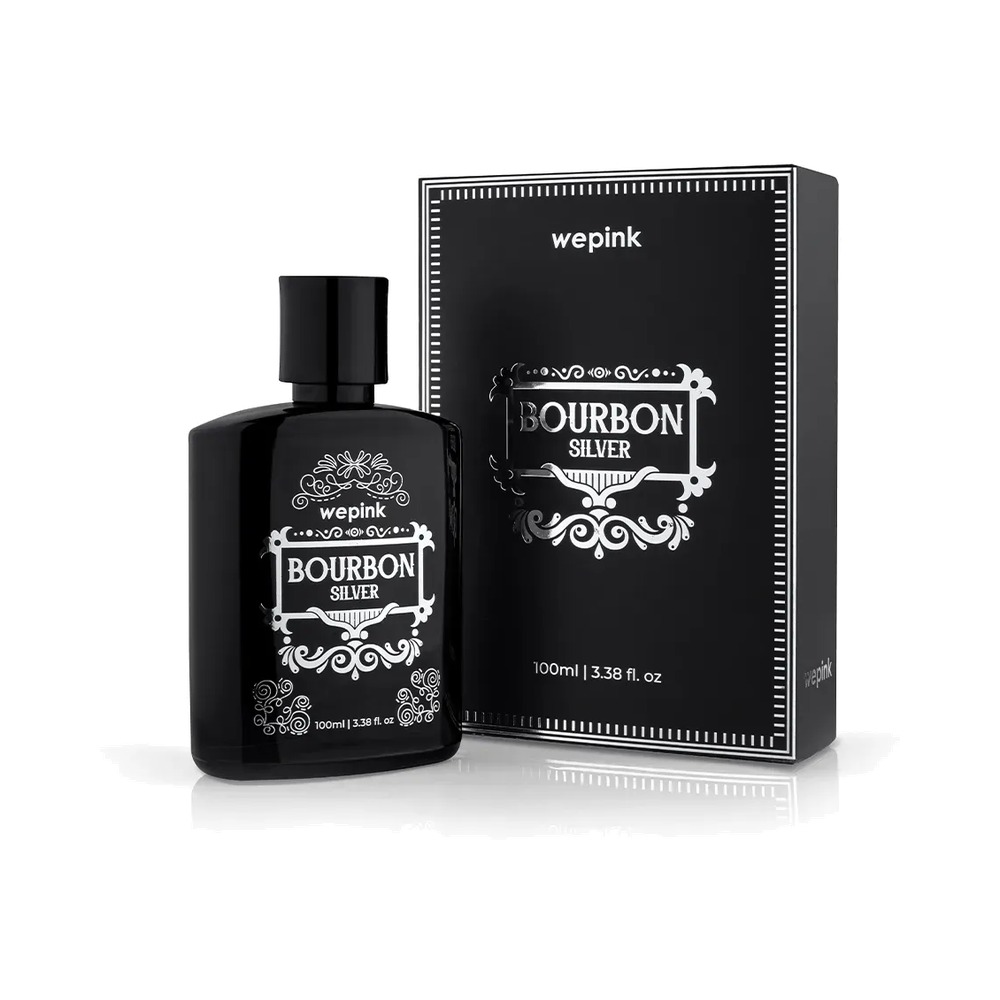 wepink
BOURBON
SILVER
100ml | 3.38 fl. oz
wepink
wepink
BOURBON
SILVER
100ml | 3.38 fl. oz